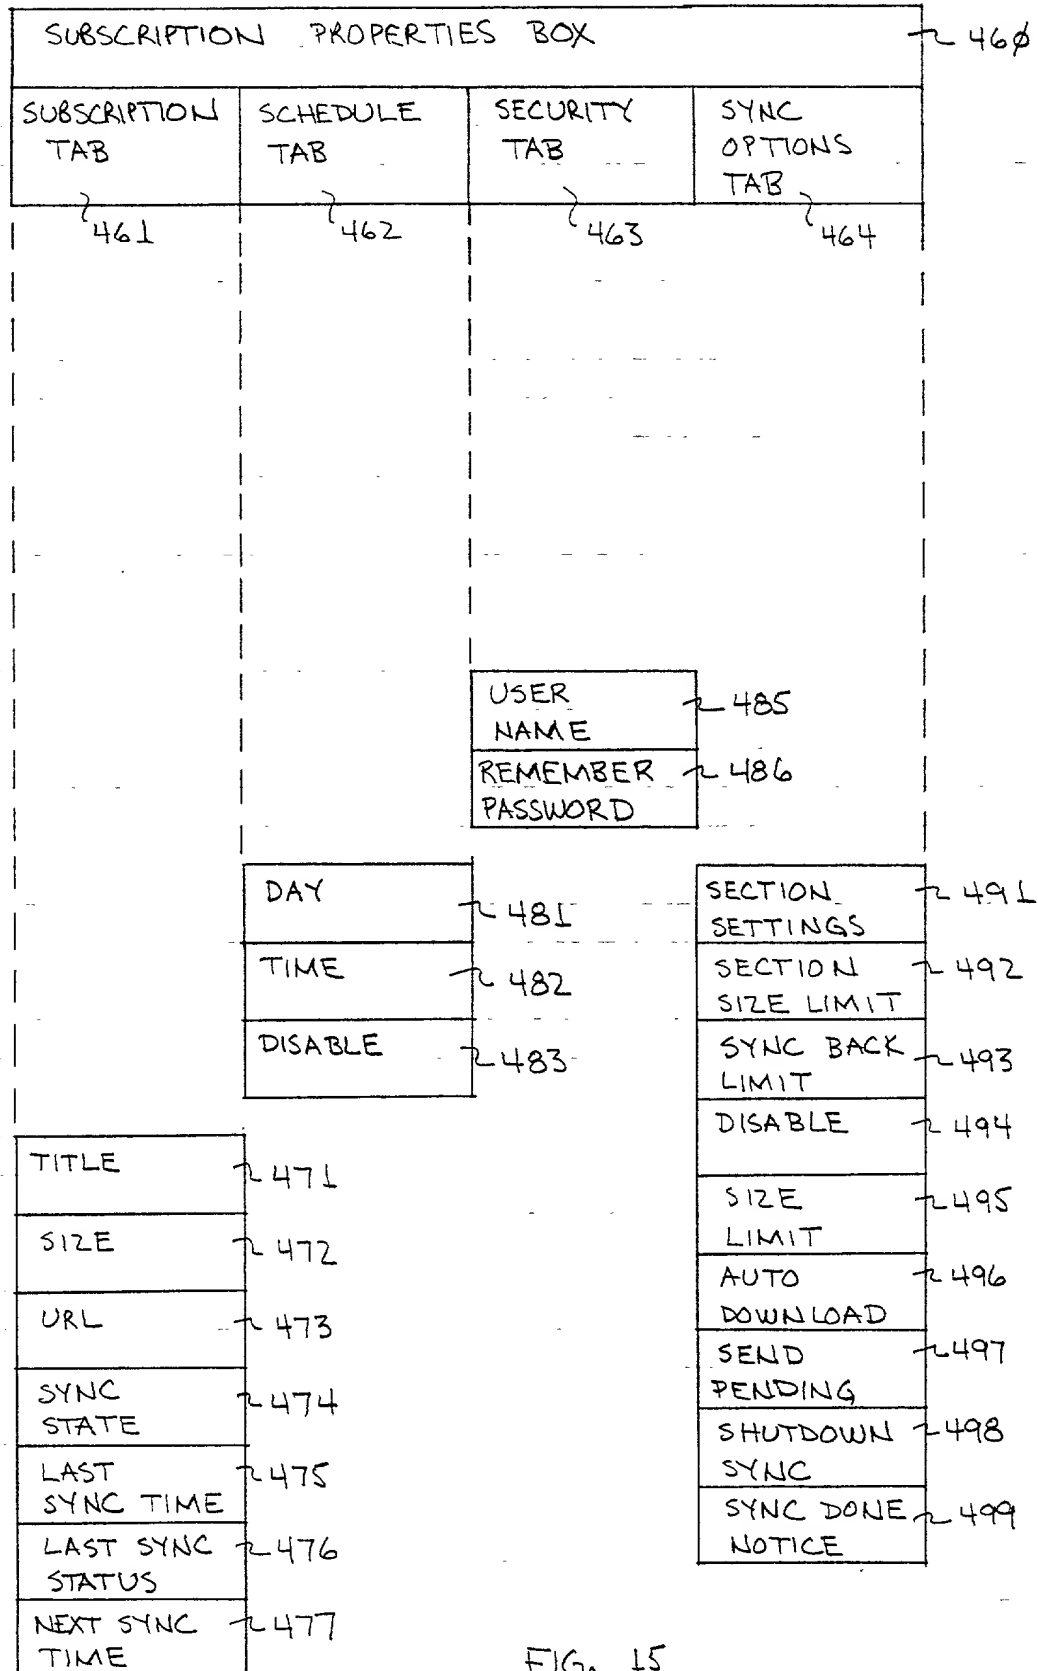 SUBSCRIPTION PROPERTIES BOX
460
SUBSCRIPTION
TAB
461
SCHEDULE
TAB
462
SECURITY
TAB
463
SYNC
OPTIONS
TAB
464
USER
NAME
485
REMEMBER
PASSWORD
486
DAY
481
TIME
482
DISABLE
483
SECTION
SETTINGS
491
SECTION
SIZE LIMIT
492
SYNC BACK
LIMIT
493
DISABLE
494
SIZE
LIMIT
495
AUTO
DOWNLOAD
496
SEND
PENDING
497
SHUTDOWN
SYNC
498
SYNC DONE
NOTICE
499
TITLE
471
SIZE
472
URL
473
SYNC
STATE
474
LAST
SYNC TIME
475
LAST SYNC
STATUS
476
NEXT SYNC
TIME
477
FIG. 15